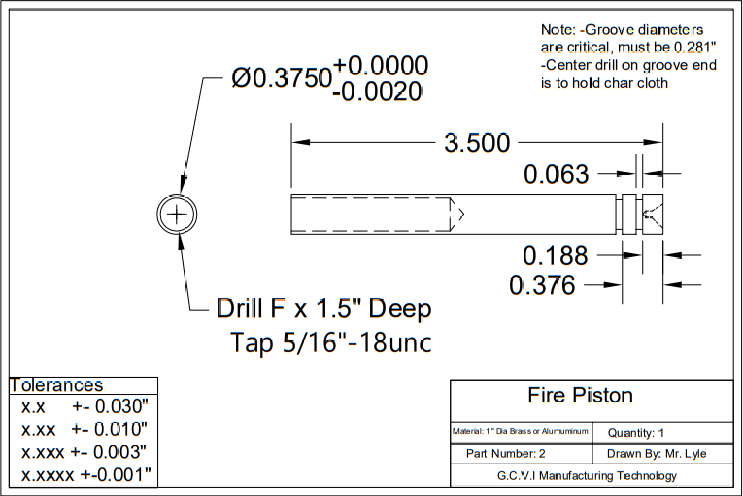 Note: -Groove diameters
are critical, must be 0.281"
-Center drill on groove end
is to hold char cloth
Ø0.3750 +0.0000
-0.0020
3.500
0.063
0.188
0.376
Drill F x 1.5" Deep
Tap 5/16"-18unc
Tolerances
x.x +- 0.030"
x.xx +- 0.010"
x.xxx +- 0.003"
x.xxxx +-0.001"
Fire Piston
Material: 1" Dia Brass or Alumuminum
Quantity: 1
Part Number: 2
Drawn By: Mr. Lyle
G.C.V.I Manufacturing Technology